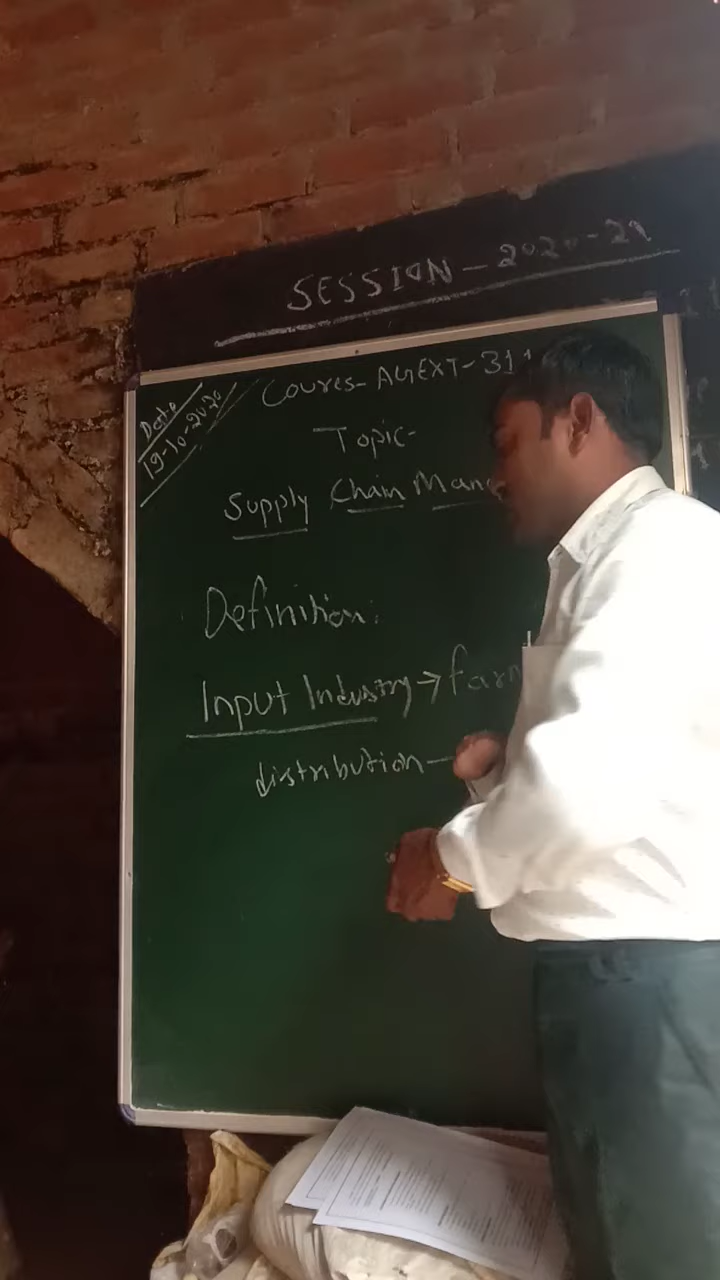 SESSION - 2020-21
Date
19-10-2020
Coures- AGEXT-311
Topic-
Supply Chain Mana
Definition:
Input Industry → farm
distribution -